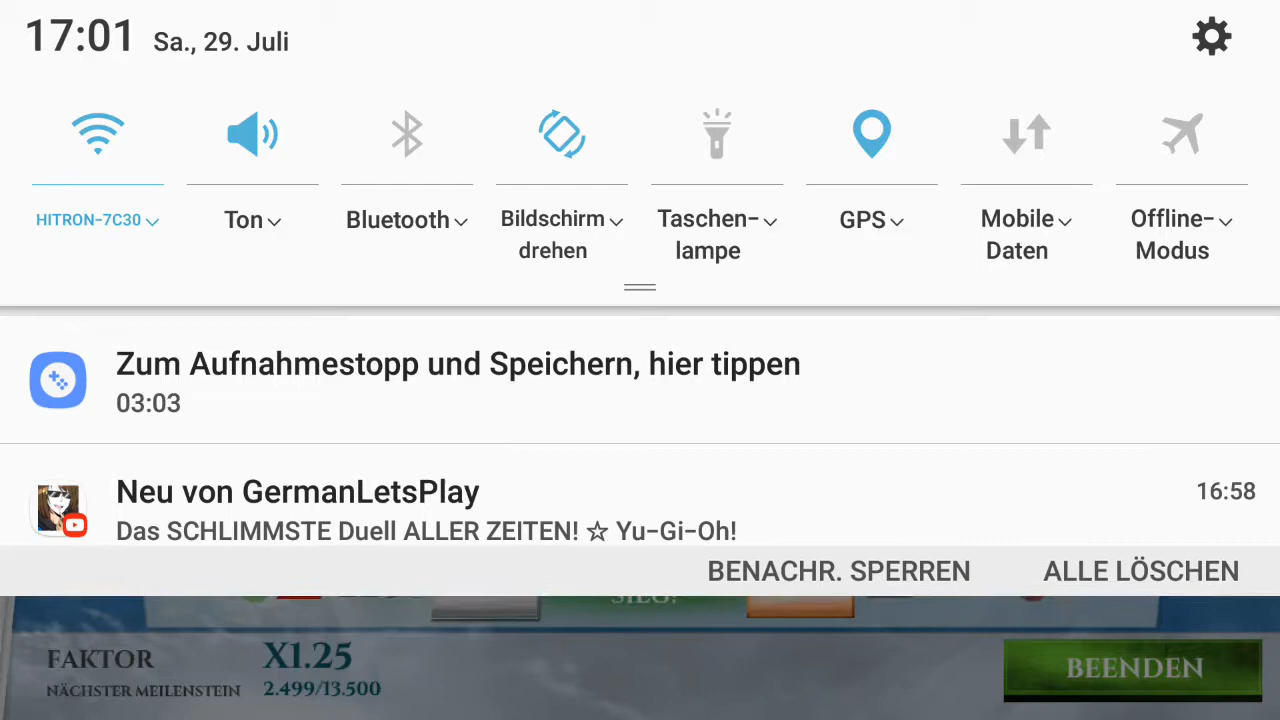 17:01 Sa., 29. Juli
HITRON-7C30 Ton Bluetooth Bildschirm drehen Taschen-lampe GPS Mobile Daten Offline-Modus
Zum Aufnahmestopp und Speichern, hier tippen
03:03
Neu von GermanLetsPlay 16:58
Das SCHLIMMSTE Duell ALLER ZEITEN! ☆ Yu-Gi-Oh!
BENACHR. SPERREN ALLE LÖSCHEN
SIEG!
FAKTOR X1.25
NÄCHSTER MEILENSTEIN 2.499/13.500
BEENDEN